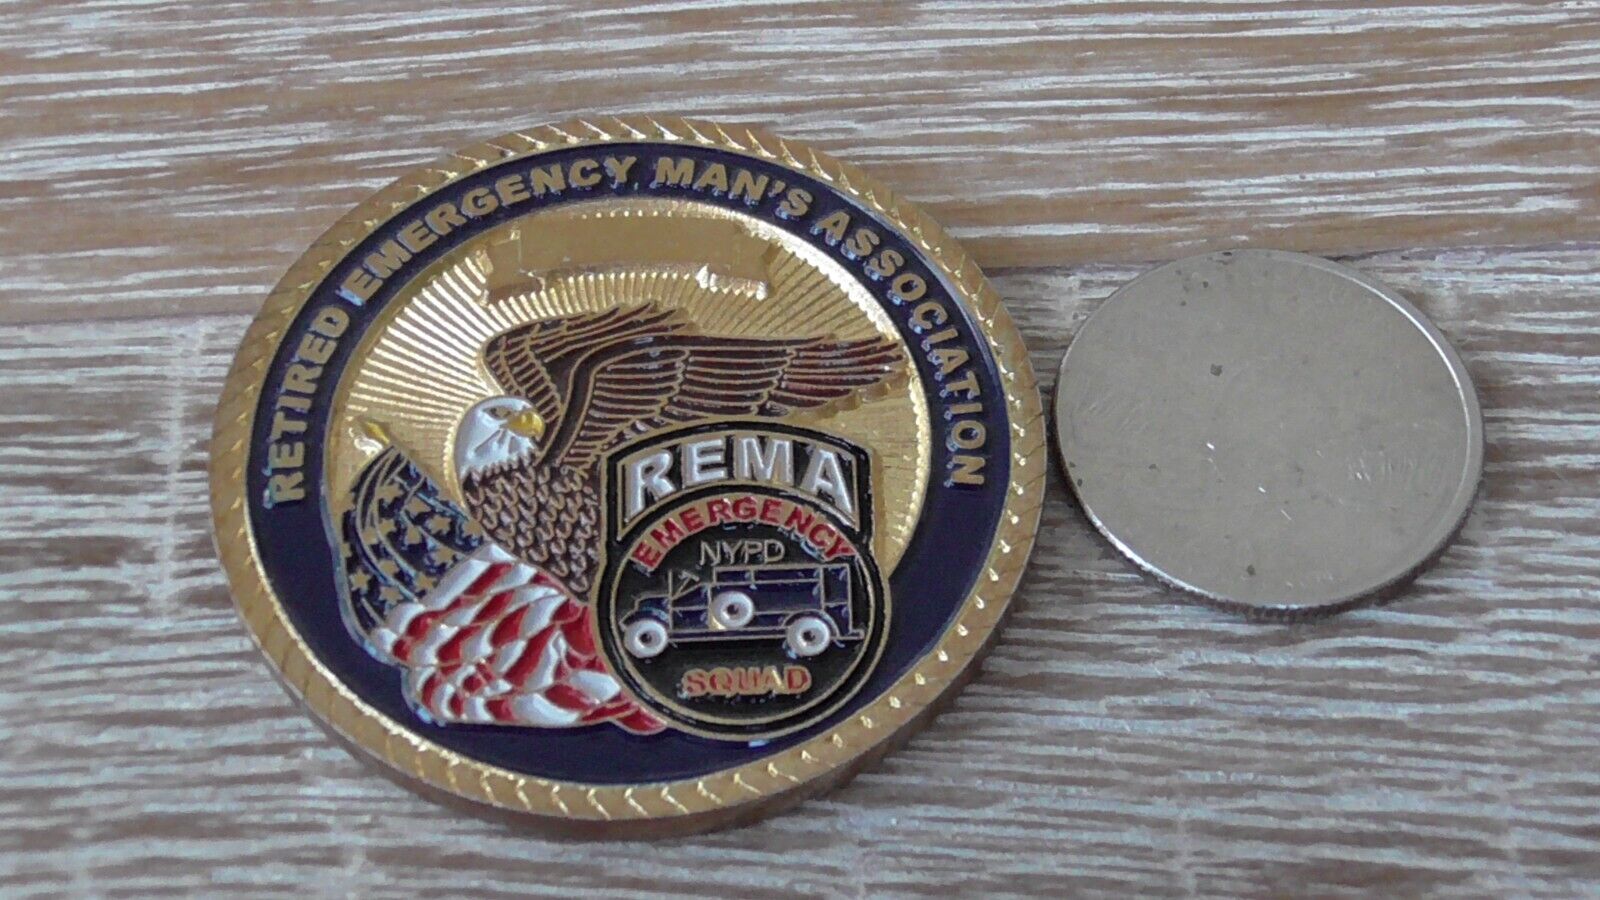 RETIRED EMERGENCY MAN'S ASSOCIATION
REMA
EMERGENCY
NYPD
SQUAD